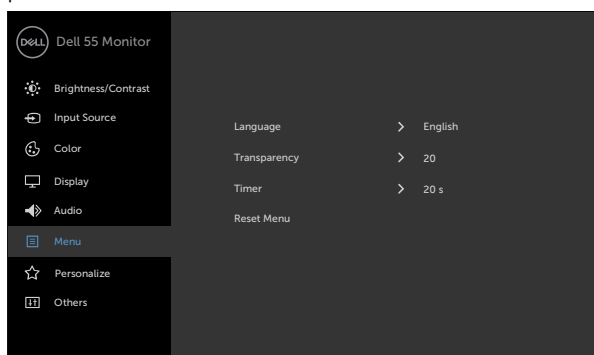 DELL Dell 55 Monitor
Brightness/Contrast
Input Source
Color
Display
Audio
Menu
Personalize
Others
Language > English
Transparency > 20
Timer > 20 s
Reset Menu